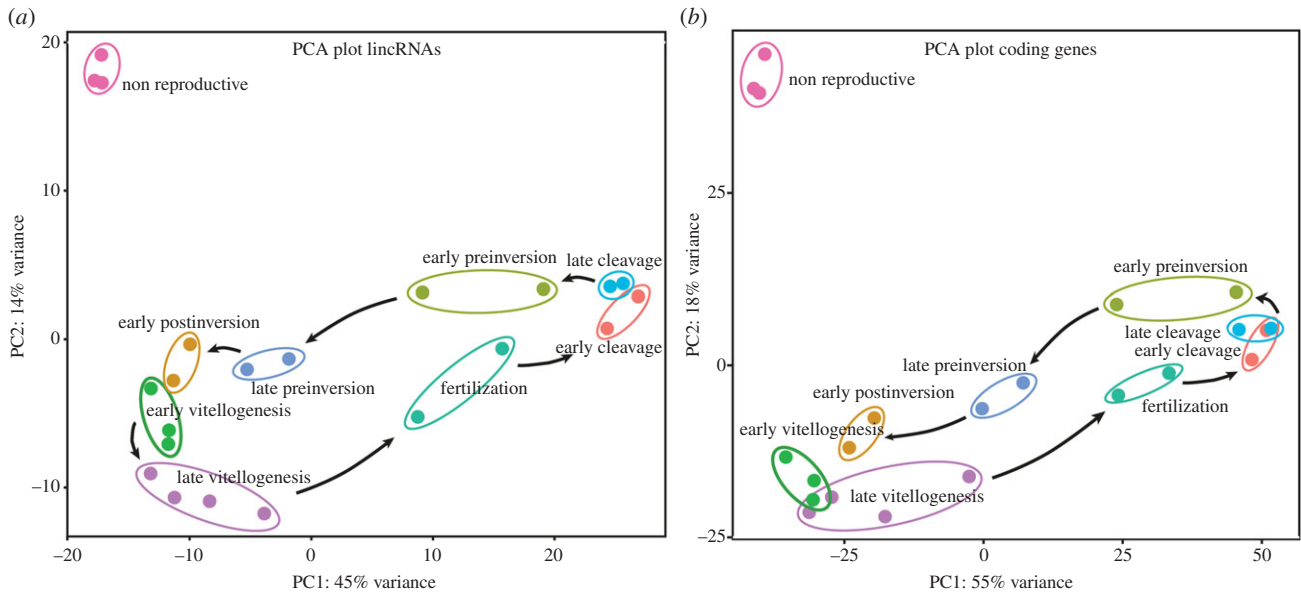 (a)
PCA plot lincRNAs
20
10
0
−10
PC2: 14% variance
non reproductive
early preinversion
late cleavage
early postinversion
late preinversion
early cleavage
early vitellogenesis
fertilization
late vitellogenesis
−20
−10
0
10
20
PC1: 45% variance
(b)
PCA plot coding genes
25
0
−25
PC2: 18% variance
non reproductive
early preinversion
late cleavage
early cleavage
late preinversion
early postinversion
fertilization
early vitellogenesis
late vitellogenesis
−25
0
25
50
PC1: 55% variance